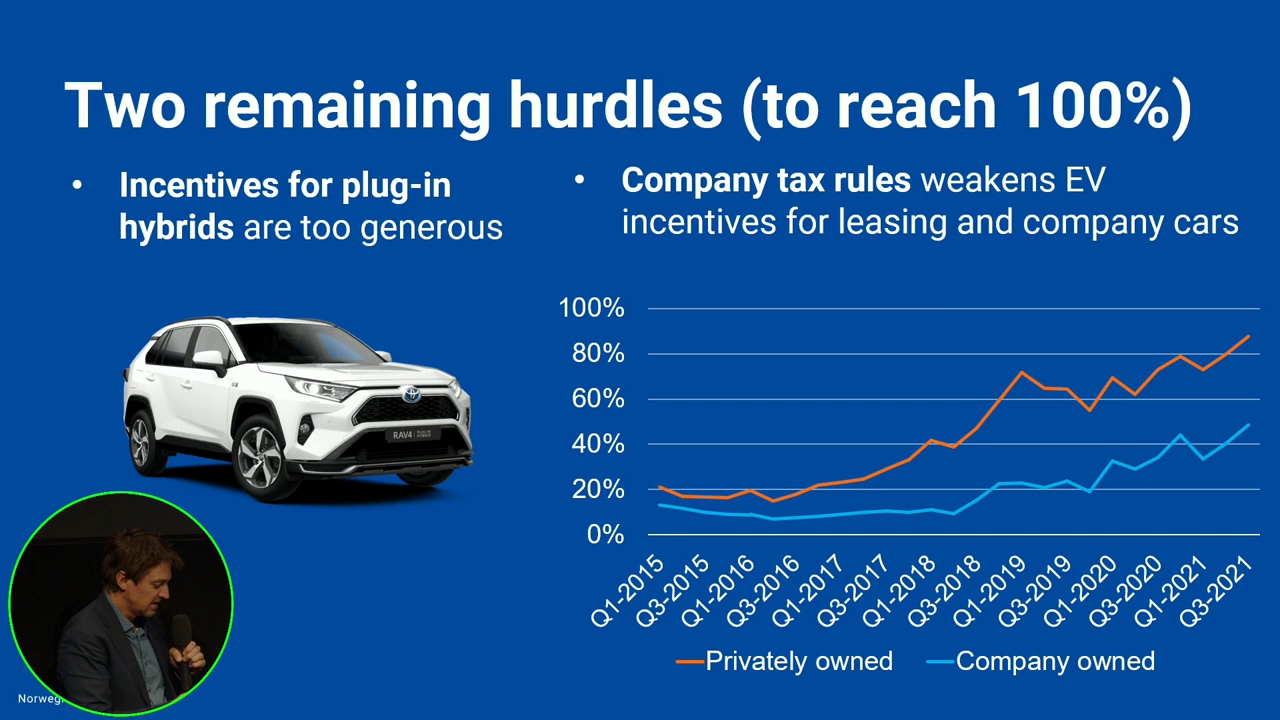 Two remaining hurdles (to reach 100%)
• Incentives for plug-in
hybrids are too generous
• Company tax rules weakens EV
incentives for leasing and company cars
RAV4 PLUG-IN HYBRID
100%
80%
60%
40%
20%
0%
Q1-2015
Q3-2015
Q1-2016
Q3-2016
Q1-2017
Q3-2017
Q1-2018
Q3-2018
Q1-2019
Q3-2019
Q1-2020
Q3-2020
Q1-2021
Q3-2021
Privately owned
Company owned